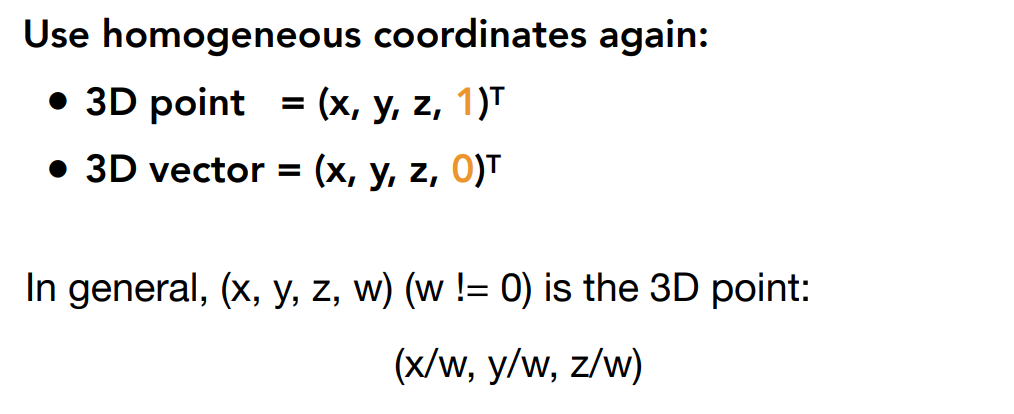 Use homogeneous coordinates again:
• 3D point = (x, y, z, 1)ᵀ
• 3D vector = (x, y, z, 0)ᵀ
In general, (x, y, z, w) (w != 0) is the 3D point:
(x/w, y/w, z/w)